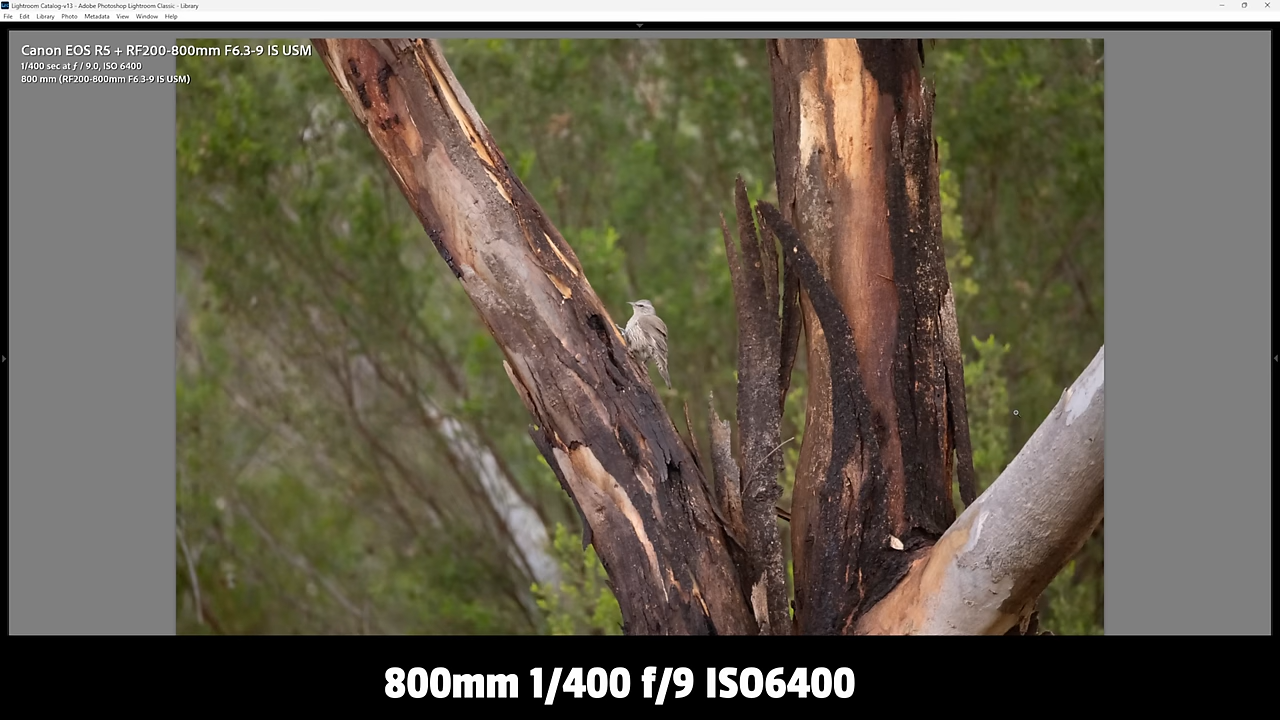 Lightroom Catalog-v13 - Adobe Photoshop Lightroom Classic - Library
File Edit Library Photo Metadata View Window Help
Canon EOS R5 + RF200-800mm F6.3-9 IS USM
1/400 sec at ƒ / 9.0, ISO 6400
800 mm (RF200-800mm F6.3-9 IS USM)
800mm 1/400 f/9 ISO6400